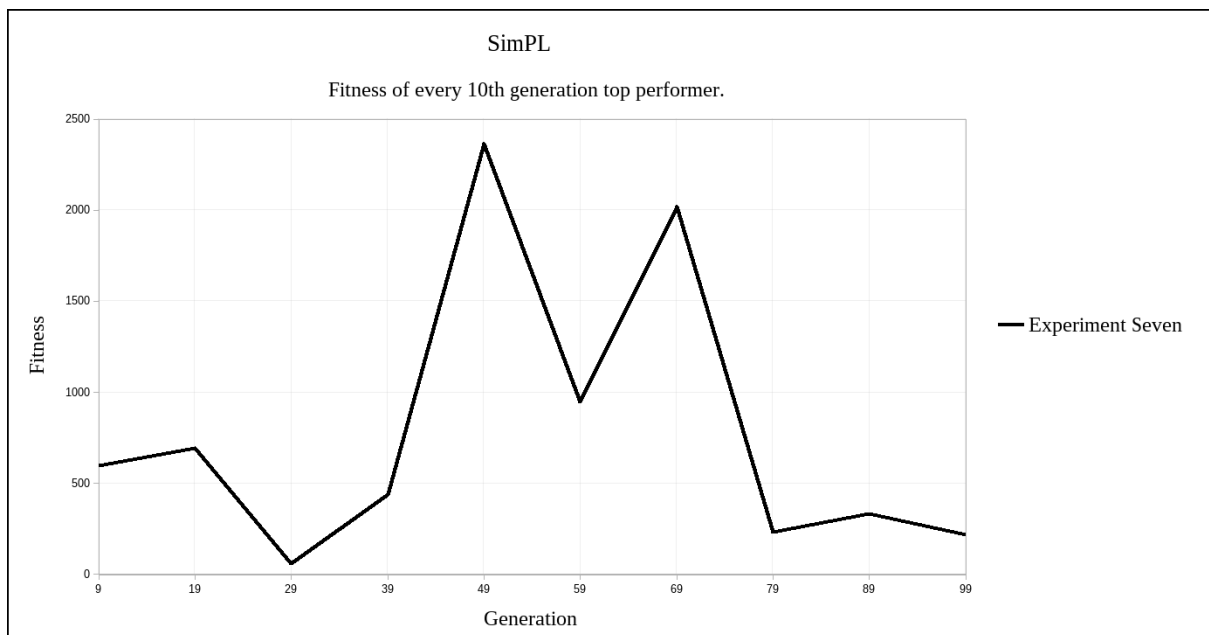 SimPL
Fitness of every 10th generation top performer.
2500
2000
1500
1000
500
0
Fitness
9 19 29 39 49 59 69 79 89 99
Generation
Experiment Seven